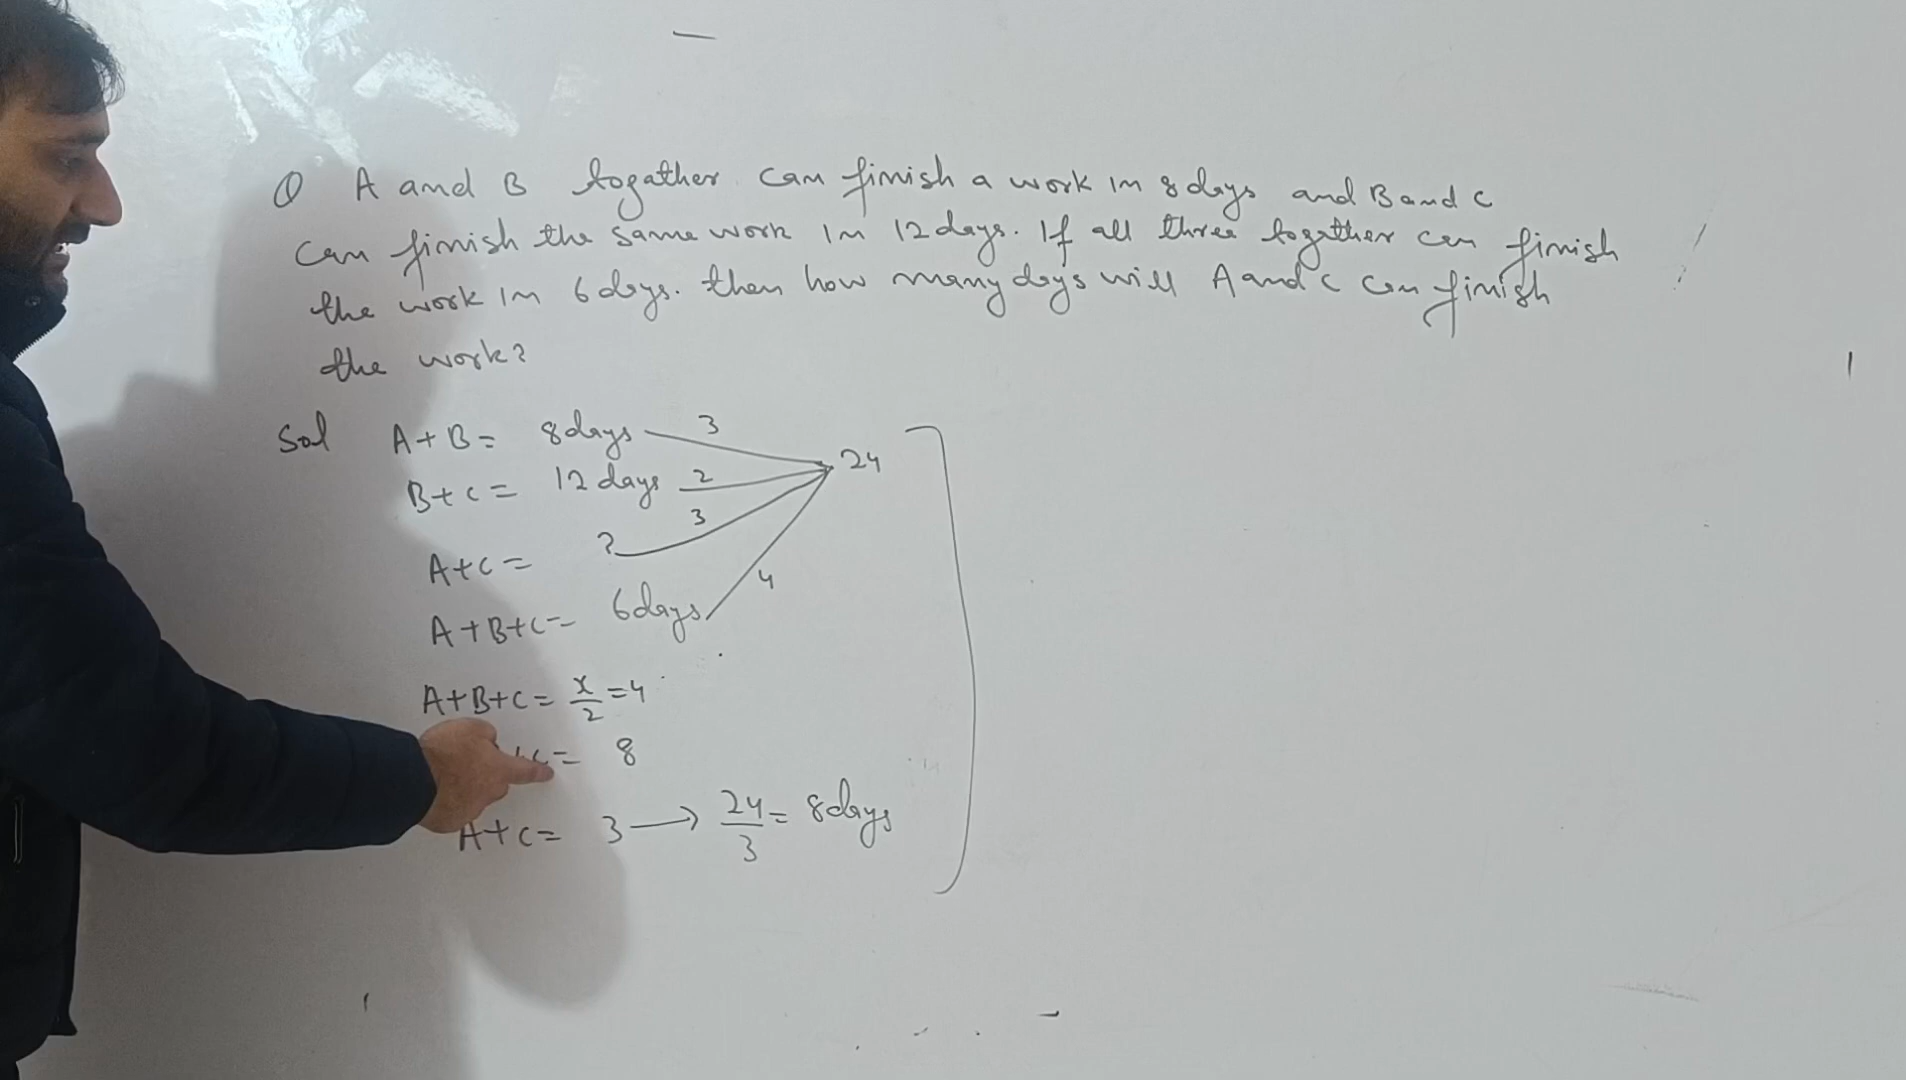 Q A and B togather can finish a work in 8 days and B and C
can finish the same work in 12 days. If all three togather can finish
the work in 6 days. then how many days will A and C can finish
the work?
Sol A+B= 8 days 3 24
B+C= 12 days 2
A+C= ? 3
A+B+C= 6 days 4
A+B+C= x/2 =4
+C= 8
A+C= 3 → 24/3 = 8 days